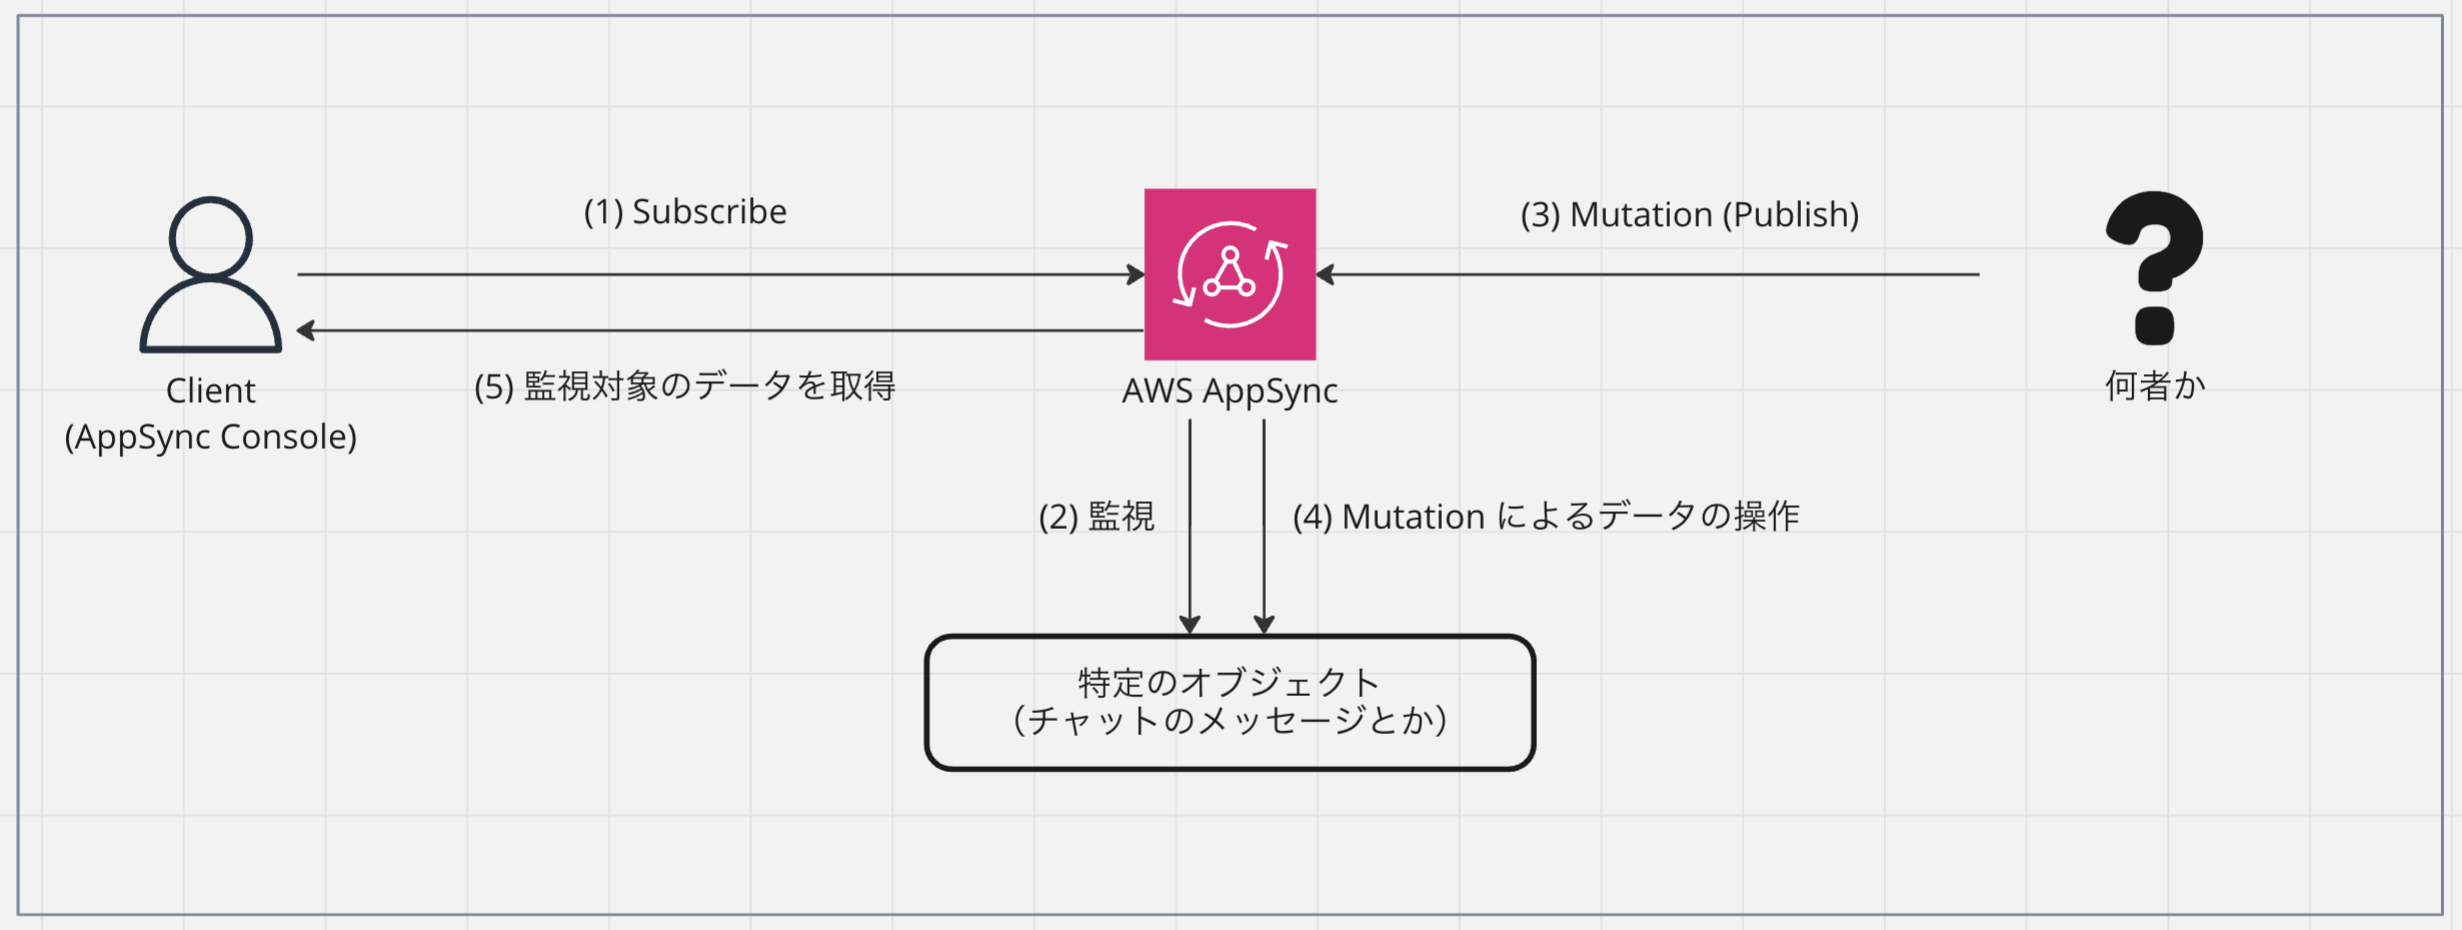 (1) Subscribe
(3) Mutation (Publish)
Client
(AppSync Console)
(5) 監視対象のデータを取得
AWS AppSync
何者か
(2) 監視
(4) Mutation によるデータの操作
特定のオブジェクト
（チャットのメッセージとか）